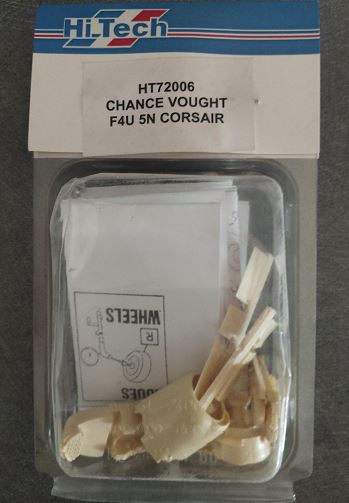 Hi.Tech
HT72006
CHANCE VOUGHT
F4U 5N CORSAIR
WHEELS
R